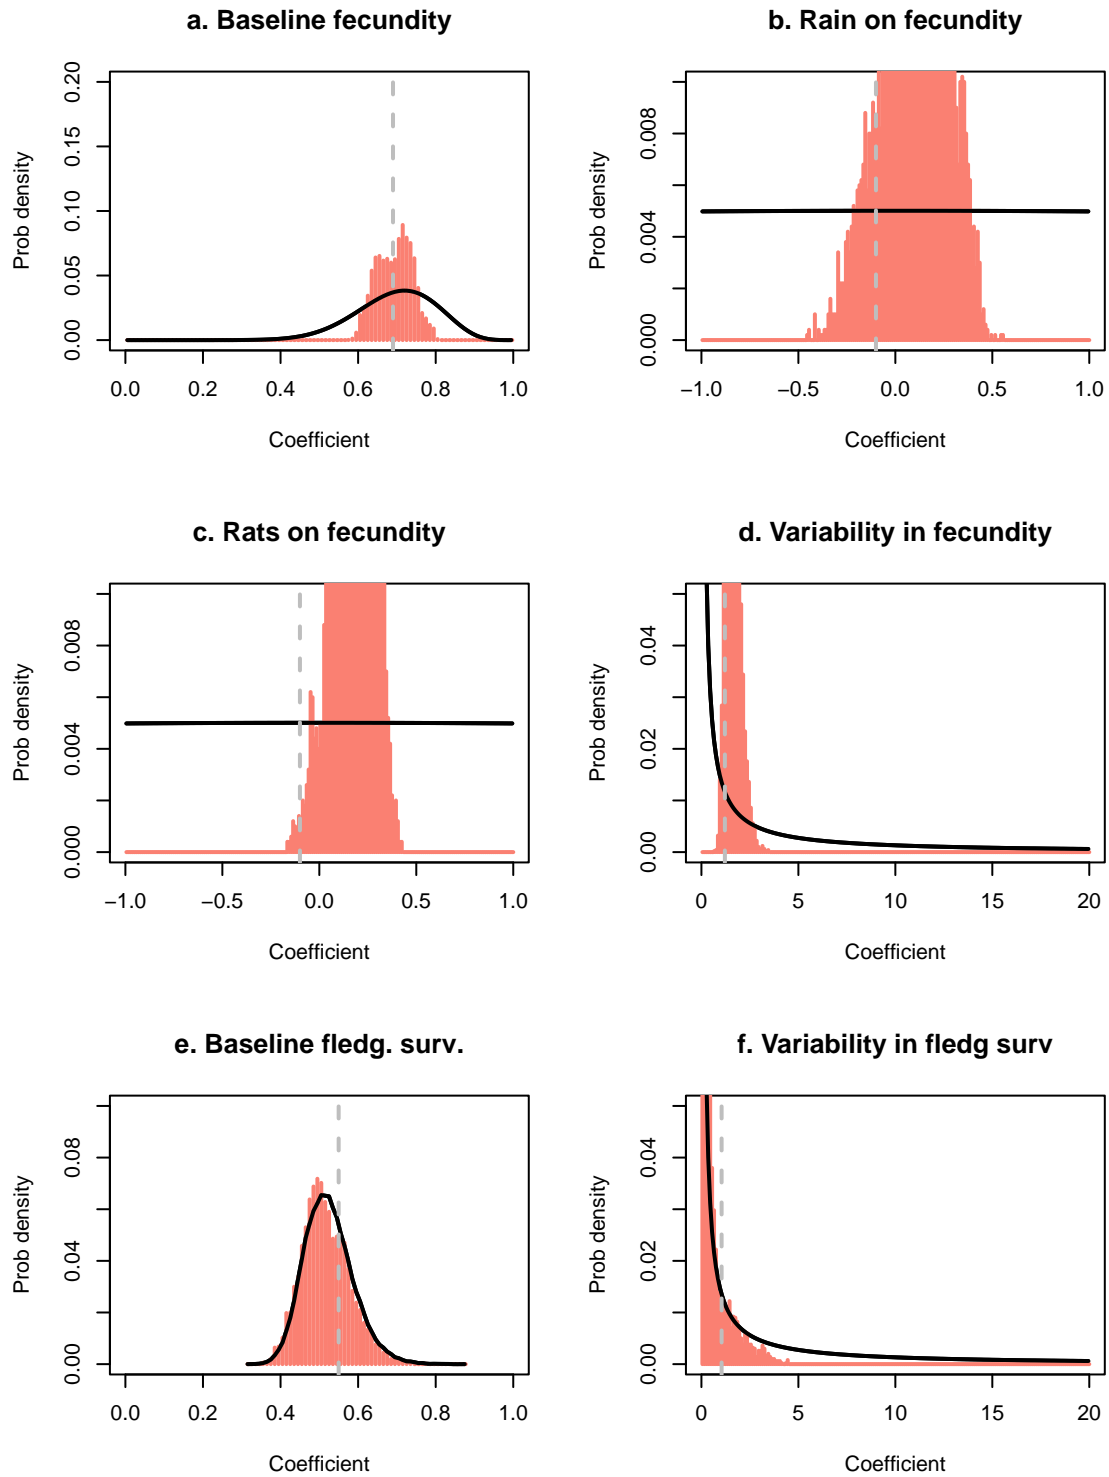 a. Baseline fecundity
Prob density
0.00 0.05 0.10 0.15 0.20
0.0 0.2 0.4 0.6 0.8 1.0
Coefficient
b. Rain on fecundity
Prob density
0.000 0.004 0.008
−1.0 −0.5 0.0 0.5 1.0
Coefficient
c. Rats on fecundity
Prob density
0.000 0.004 0.008
−1.0 −0.5 0.0 0.5 1.0
Coefficient
d. Variability in fecundity
Prob density
0.00 0.02 0.04
0 5 10 15 20
Coefficient
e. Baseline fledg. surv.
Prob density
0.00 0.04 0.08
0.0 0.2 0.4 0.6 0.8 1.0
Coefficient
f. Variability in fledg surv
Prob density
0.00 0.02 0.04
0 5 10 15 20
Coefficient